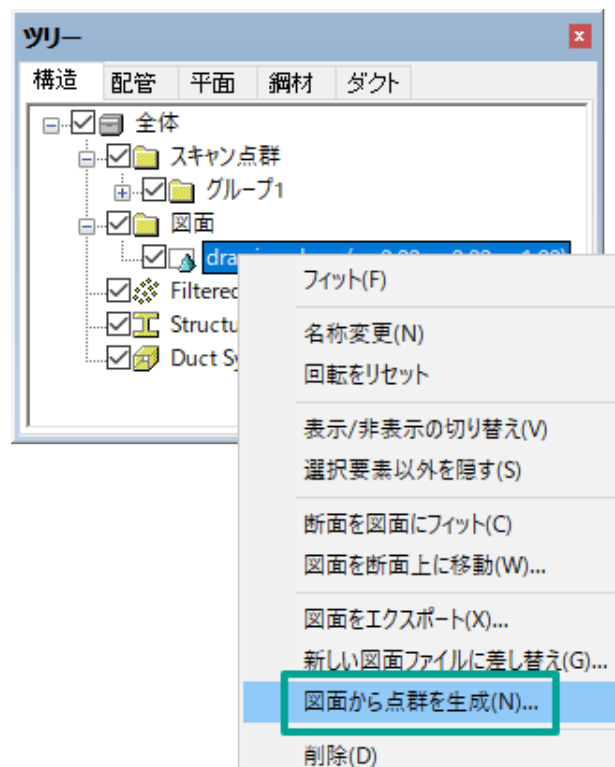 ツリー
構造 配管 平面 鋼材 ダクト
全体
スキャン点群
グループ1
図面
フィット(F)
Filtered
名称変更(N)
Structu
回転をリセット
Duct Sy
表示/非表示の切り替え(V)
選択要素以外を隠す(S)
断面を図面にフィット(C)
図面を断面上に移動(W)...
図面をエクスポート(X)...
新しい図面ファイルに差し替え(G)...
図面から点群を生成(N)...
削除(D)